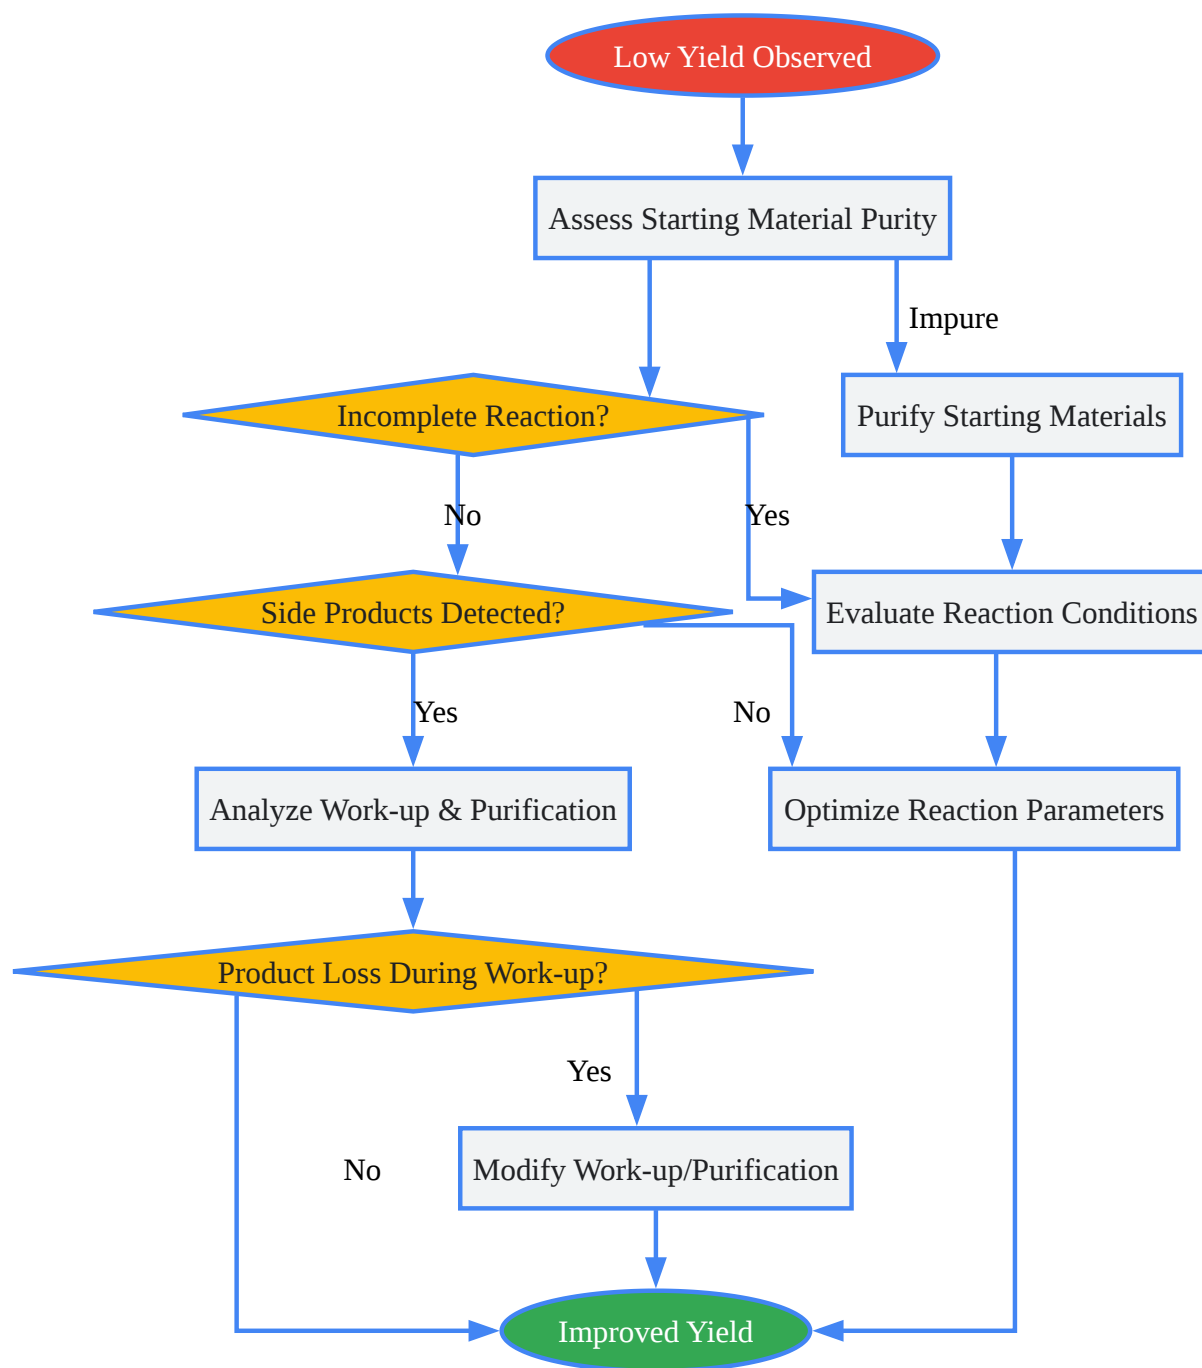 Low Yield Observed
Assess Starting Material Purity
Impure
Incomplete Reaction?
Purify Starting Materials
No
Yes
Side Products Detected?
Evaluate Reaction Conditions
Yes
No
Analyze Work-up & Purification
Optimize Reaction Parameters
Product Loss During Work-up?
Yes
No
Modify Work-up/Purification
Improved Yield